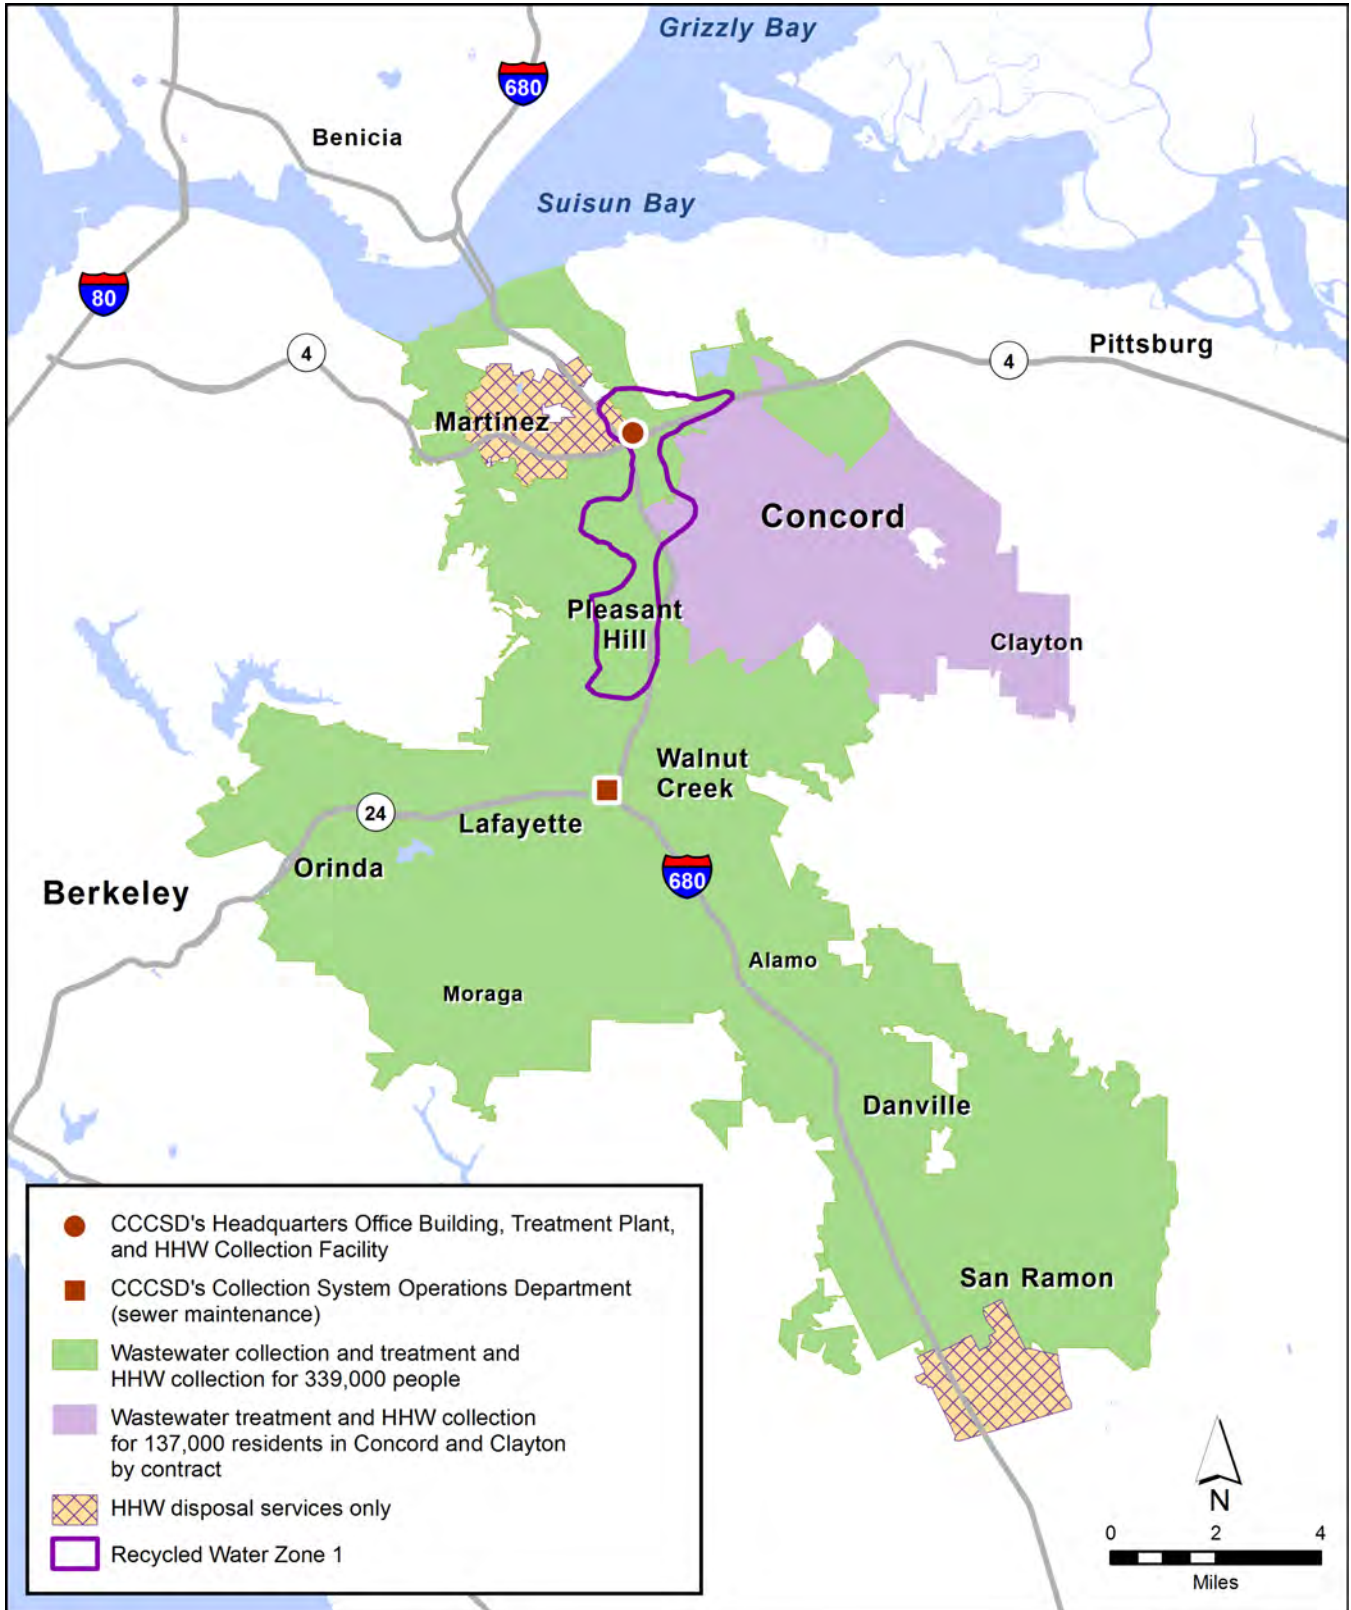 Grizzly Bay
680
Benicia
Suisun Bay
80
4
4
Pittsburg
Martinez
Concord
Pleasant
Hill
Clayton
Walnut
Creek
24
Lafayette
Orinda
680
Berkeley
Alamo
Moraga
Danville
San Ramon
CCCSD's Headquarters Office Building, Treatment Plant,
and HHW Collection Facility
CCCSD's Collection System Operations Department
(sewer maintenance)
Wastewater collection and treatment and
HHW collection for 339,000 people
Wastewater treatment and HHW collection
for 137,000 residents in Concord and Clayton
by contract
HHW disposal services only
Recycled Water Zone 1
N
0 2 4
Miles